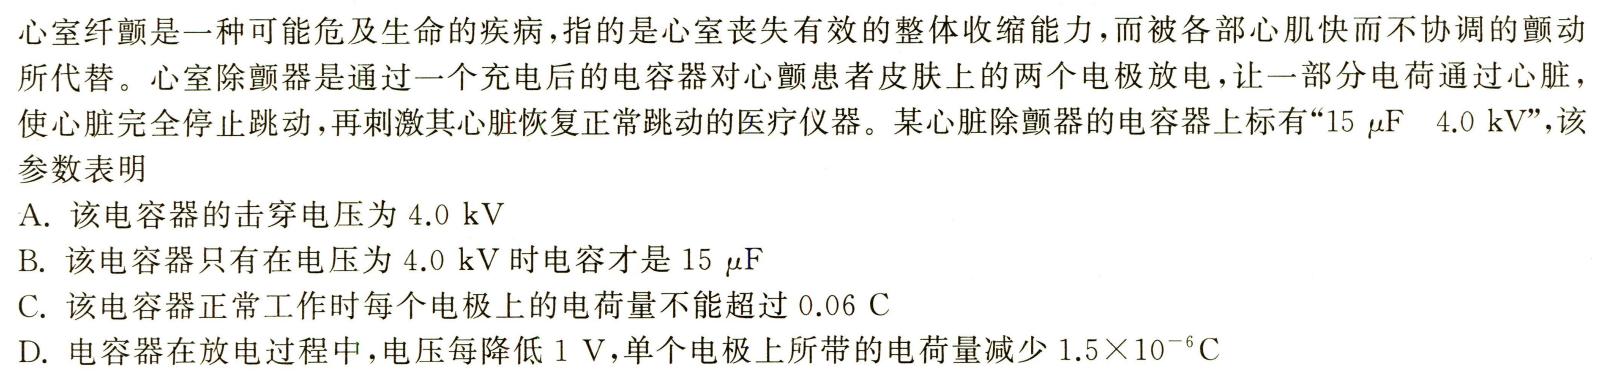 心室纤颤是一种可能危及生命的疾病,指的是心室丧失有效的整体收缩能力,而被各部心肌快而不协调的颤动
所代替。心室除颤器是通过一个充电后的电容器对心颤患者皮肤上的两个电极放电,让一部分电荷通过心脏,
使心脏完全停止跳动,再刺激其心脏恢复正常跳动的医疗仪器。某心脏除颤器的电容器上标有“15 μF　4.0 kV”,该
参数表明
A. 该电容器的击穿电压为 4.0 kV
B. 该电容器只有在电压为 4.0 kV 时电容才是 15 μF
C. 该电容器正常工作时每个电极上的电荷量不能超过 0.06 C
D. 电容器在放电过程中,电压每降低 1 V,单个电极上所带的电荷量减少 1.5×10⁻⁶C